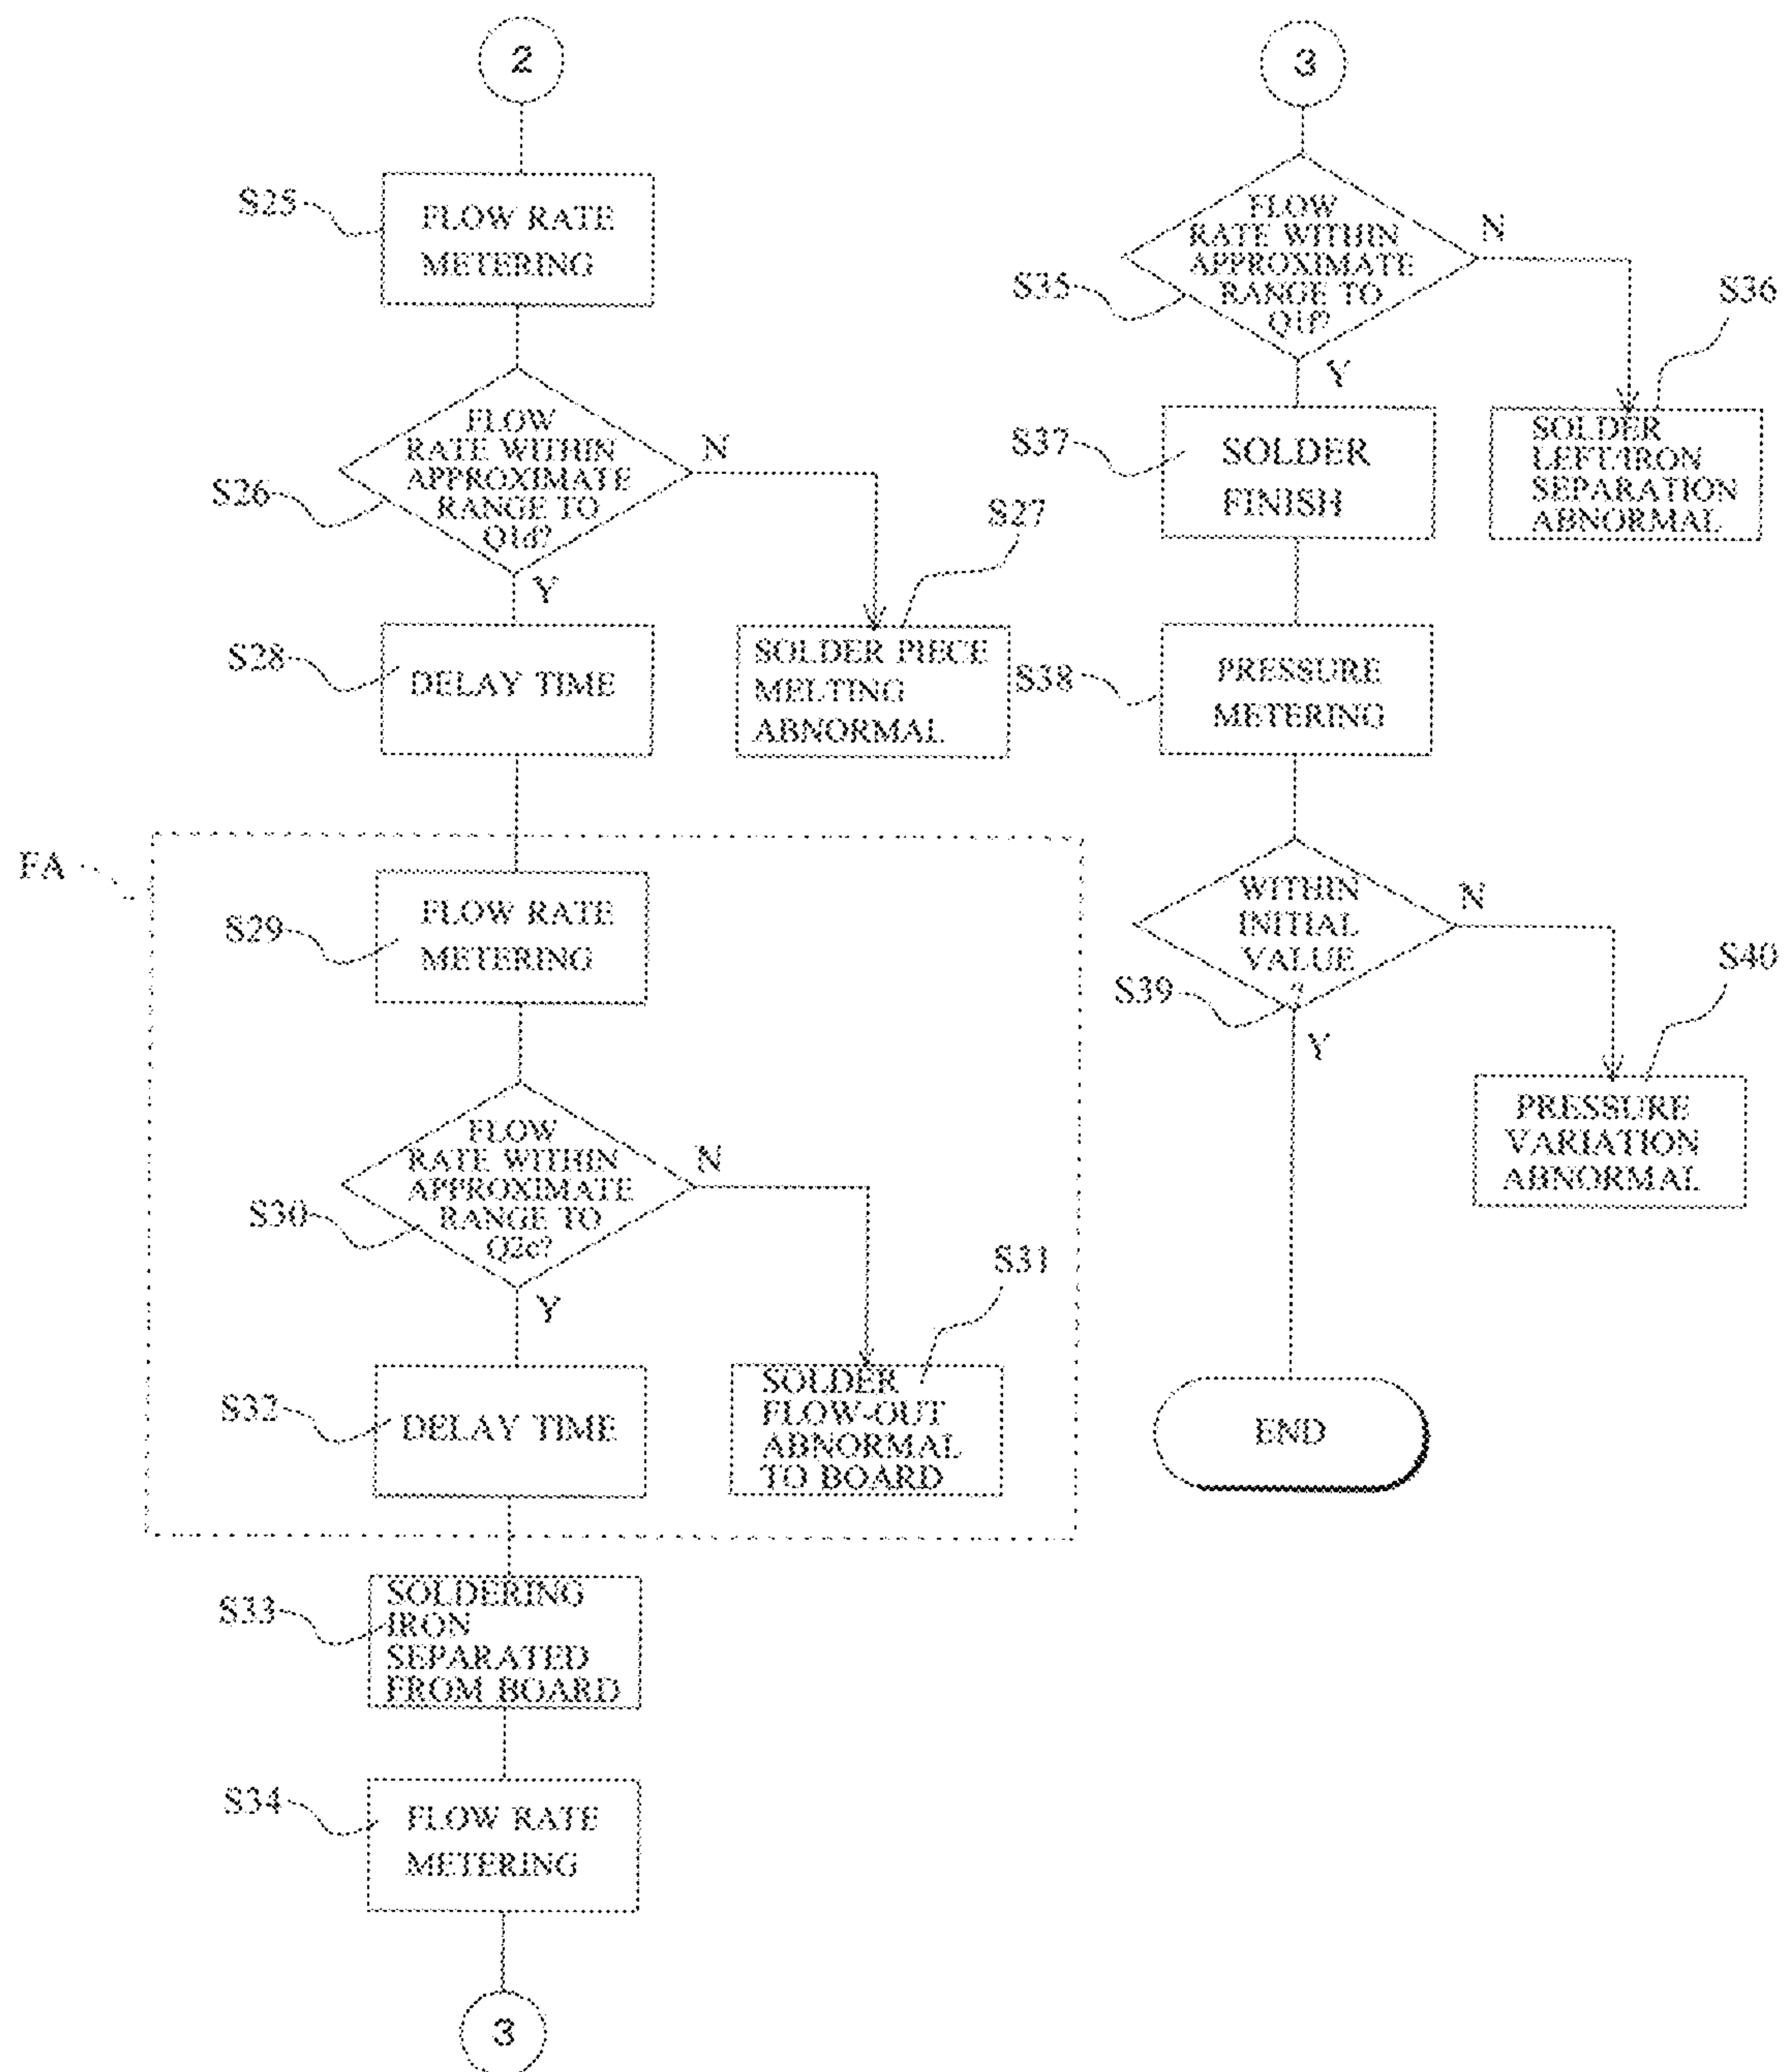 2
S25
FLOW RATE
METERING
FLOW
RATE WITHIN
APPROXIMATE
RANGE TO
Q1d?
N
S26
Y
S27
S28
DELAY TIME
SOLDER PIECE
MELTING
ABNORMAL
FA
S29
FLOW RATE
METERING
FLOW
RATE WITHIN
APPROXIMATE
RANGE TO
Q2c?
N
S30
Y
S31
S32
DELAY TIME
SOLDER
FLOW-OUT
ABNORMAL
TO BOARD
S33
SOLDERING
IRON
SEPARATED
FROM BOARD
S34
FLOW RATE
METERING
3
3
FLOW
RATE WITHIN
APPROXIMATE
RANGE TO
Q1f?
N
S35
Y
S36
S37
SOLDER
FINISH
SOLDER
LEFT/IRON
SEPARATION
ABNORMAL
S38
PRESSURE
METERING
WITHIN
INITIAL
VALUE
?
N
S39
Y
S40
PRESSURE
VARIATION
ABNORMAL
END